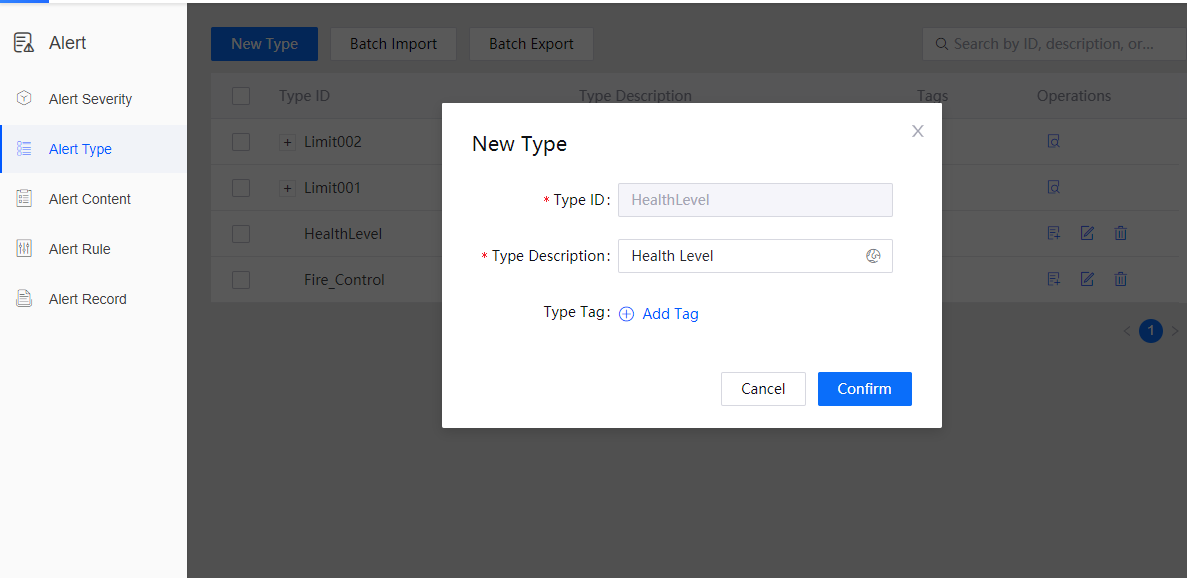 Alert
Alert Severity
Alert Type
Alert Content
Alert Rule
Alert Record
New Type Batch Import Batch Export Search by ID, description, or...
Type ID Type Description Tags Operations
+ Limit002
+ Limit001
HealthLevel
Fire_Control
< 1 >
New Type X
* Type ID: HealthLevel
* Type Description: Health Level
Type Tag: Add Tag
Cancel Confirm